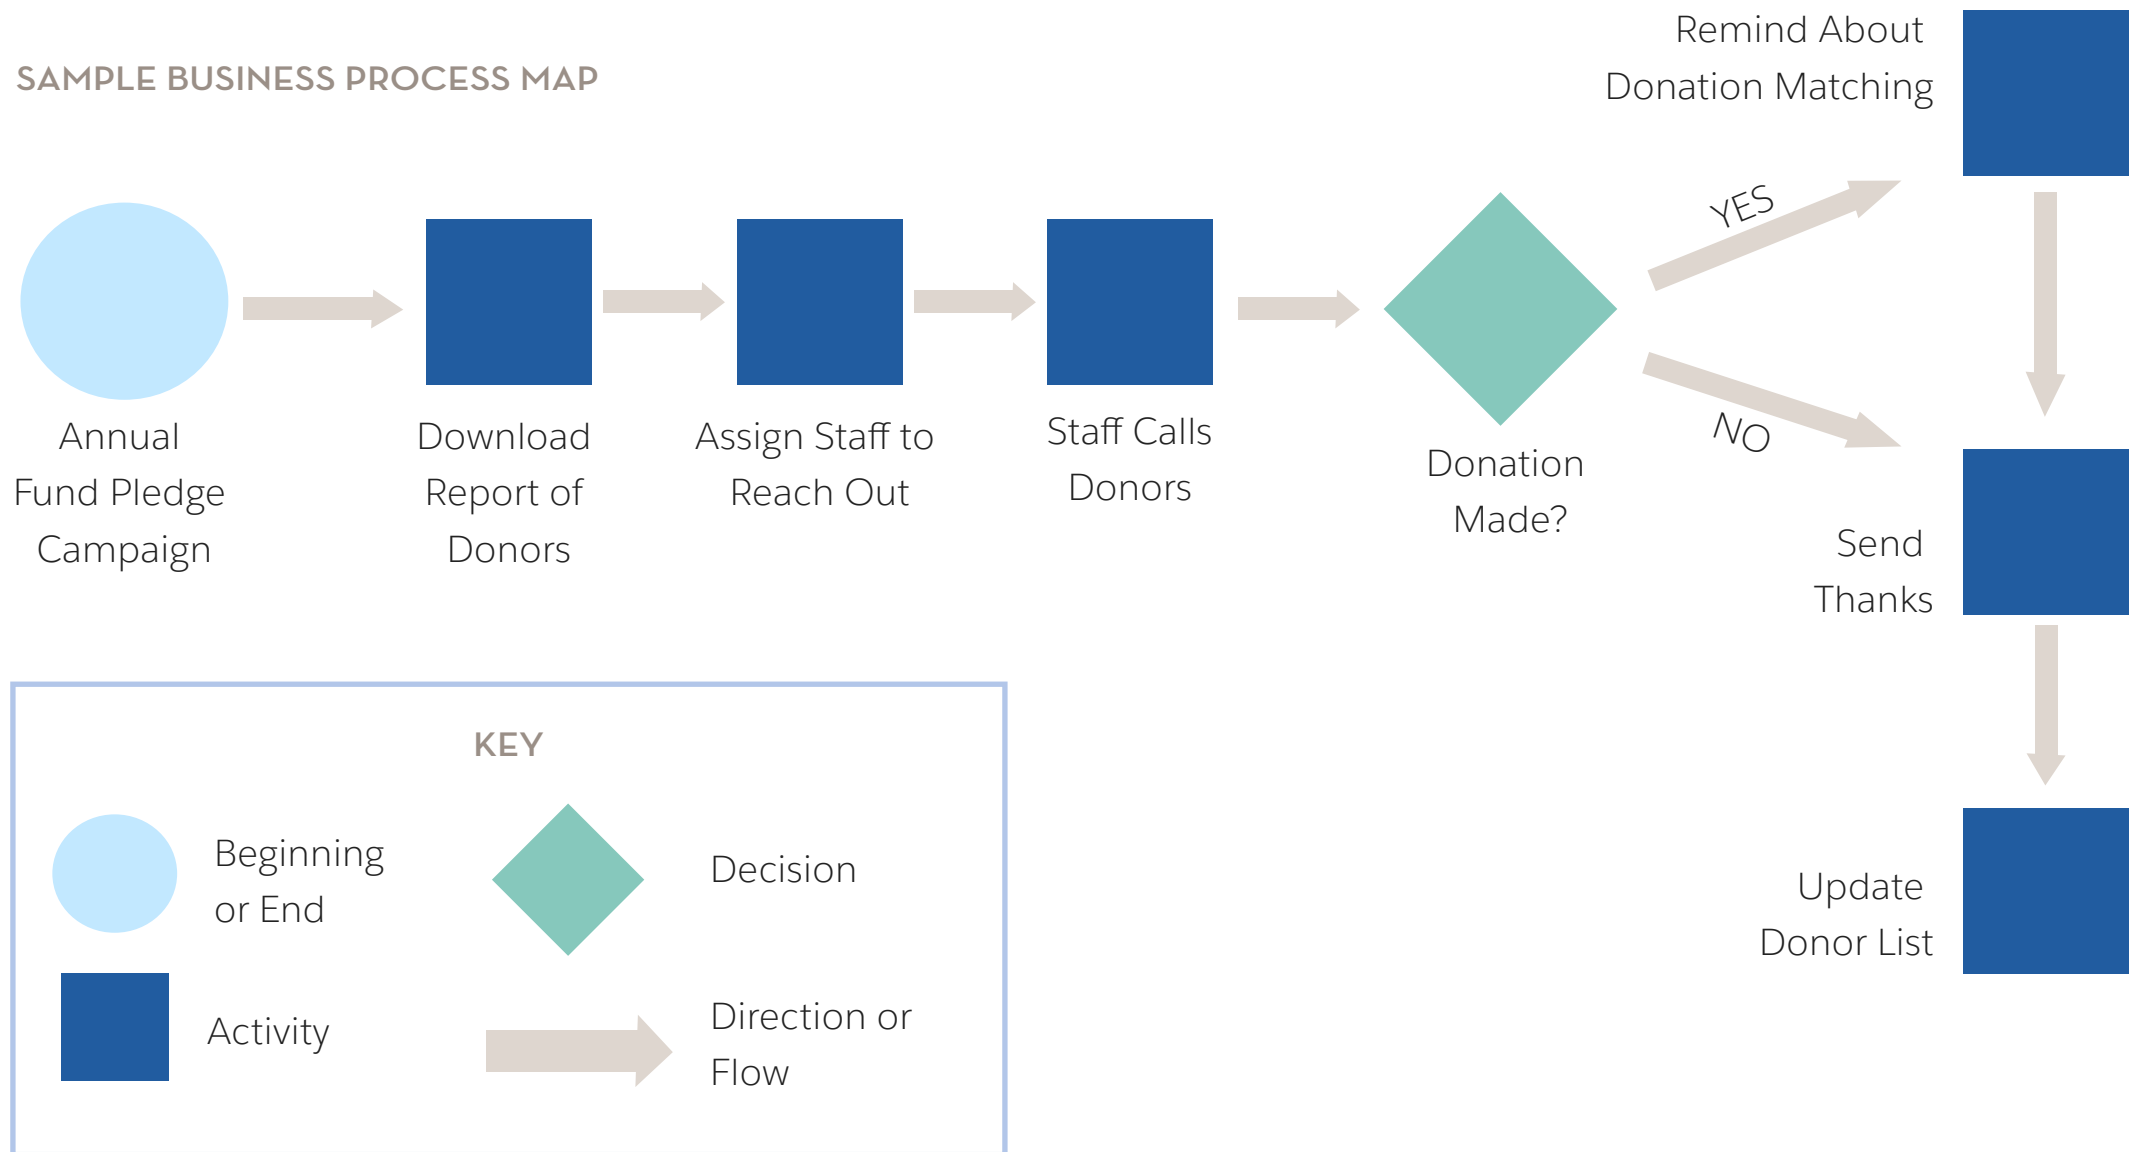 SAMPLE BUSINESS PROCESS MAP
Remind About
Donation Matching
YES
NO
Annual
Fund Pledge
Campaign
Download
Report of
Donors
Assign Staff to
Reach Out
Staff Calls
Donors
Donation
Made?
Send
Thanks
Update
Donor List
KEY
Beginning
or End
Decision
Activity
Direction or
Flow